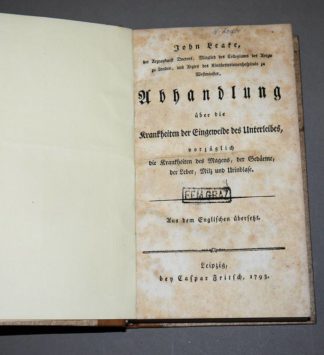 John Leake,
der Arzneykunst Doctors, Mitglied des Collegiums der Aerzte
zu London, und Arztes des Kindbetterinnenhospitals zu
Westminster,
Abhandlung
über die
Krankheiten der Eingeweide des Unterleibes,
vorzüglich
die Krankheiten des Magens, der Gedärme,
der Leber, Milz und Urinblase.
Aus dem Englischen übersetzt.
Leipzig,
bey Caspar Fritsch, 1793.